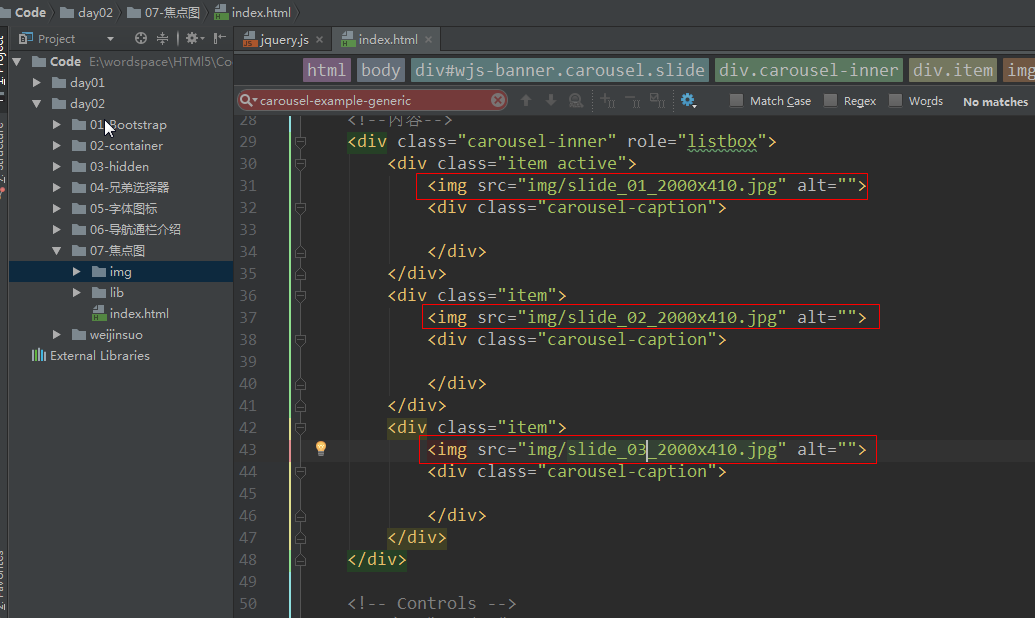 Code day02 07-焦点图 index.html
Project
jquery.js index.html
Code E:\wordspace\HTMl5\Co
html body div#wjs-banner.carousel.slide div.carousel-inner div.item img
carousel-example-generic Match Case Regex Words No matches
day01
day02
01-Bootstrap
02-container
03-hidden
04-兄弟选择器
05-字体图标
06-导航通栏介绍
07-焦点图
img
lib
index.html
weijinsuo
External Libraries
28 <!--内容-->
29 <div class="carousel-inner" role="listbox">
30 <div class="item active">
31 <img src="img/slide_01_2000x410.jpg" alt="">
32 <div class="carousel-caption">
33
34 </div>
35 </div>
36 <div class="item">
37 <img src="img/slide_02_2000x410.jpg" alt="">
38 <div class="carousel-caption">
39
40 </div>
41 </div>
42 <div class="item">
43 <img src="img/slide_03_2000x410.jpg" alt="">
44 <div class="carousel-caption">
45
46 </div>
47 </div>
48 </div>
49
50 <!-- Controls -->